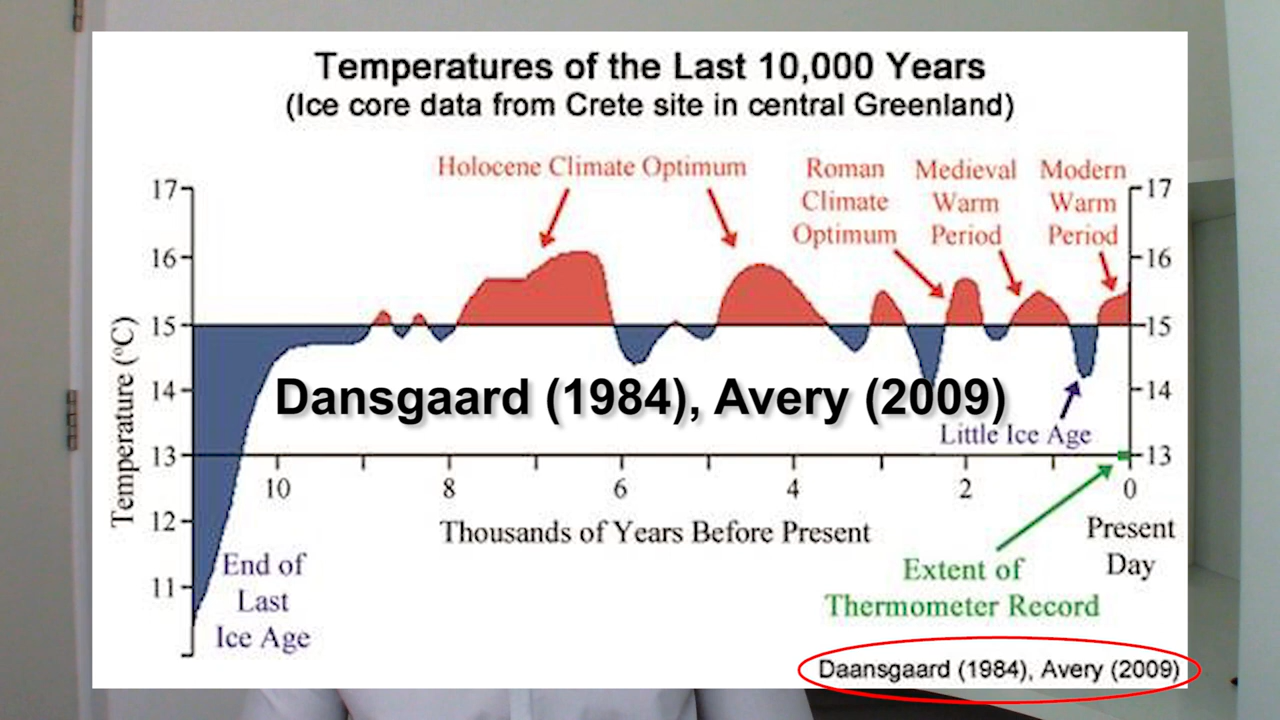 Temperatures of the Last 10,000 Years
(Ice core data from Crete site in central Greenland)
Holocene Climate Optimum
Roman
Climate
Optimum
Medieval
Warm
Period
Modern
Warm
Period
17
16
15
14
13
12
11
Temperature (°C)
17
16
15
14
13
Dansgaard (1984), Avery (2009)
Little Ice Age
10
8
6
4
2
0
Thousands of Years Before Present
Present
Day
End of
Last
Ice Age
Extent of
Thermometer Record
Daansgaard (1984), Avery (2009)